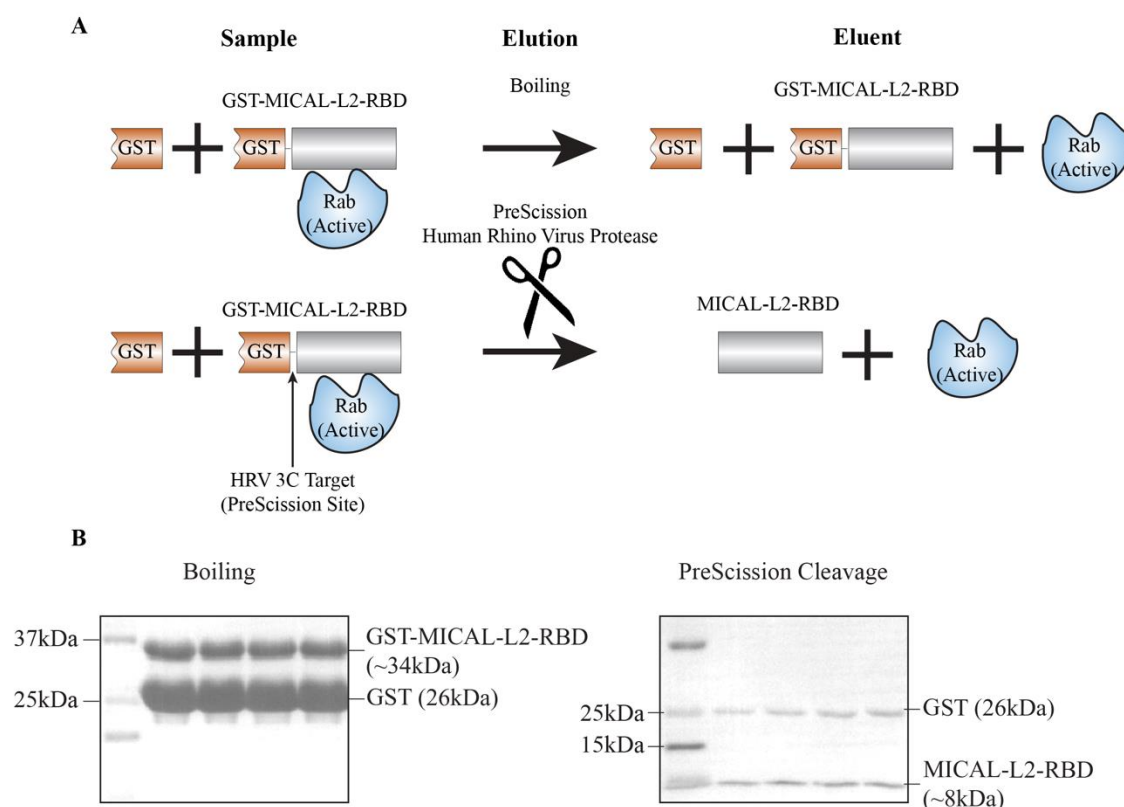 A
Sample
Elution
Eluent
GST-MICAL-L2-RBD
Boiling
GST-MICAL-L2-RBD
GST
GST
GST
GST
Rab
(Active)
Rab
(Active)
PreScission
Human Rhino Virus Protease
GST-MICAL-L2-RBD
MICAL-L2-RBD
GST
GST
Rab
(Active)
Rab
(Active)
HRV 3C Target
(PreScission Site)
B
Boiling
37kDa
GST-MICAL-L2-RBD
(~34kDa)
25kDa
GST (26kDa)
PreScission Cleavage
25kDa
GST (26kDa)
15kDa
MICAL-L2-RBD
(~8kDa)